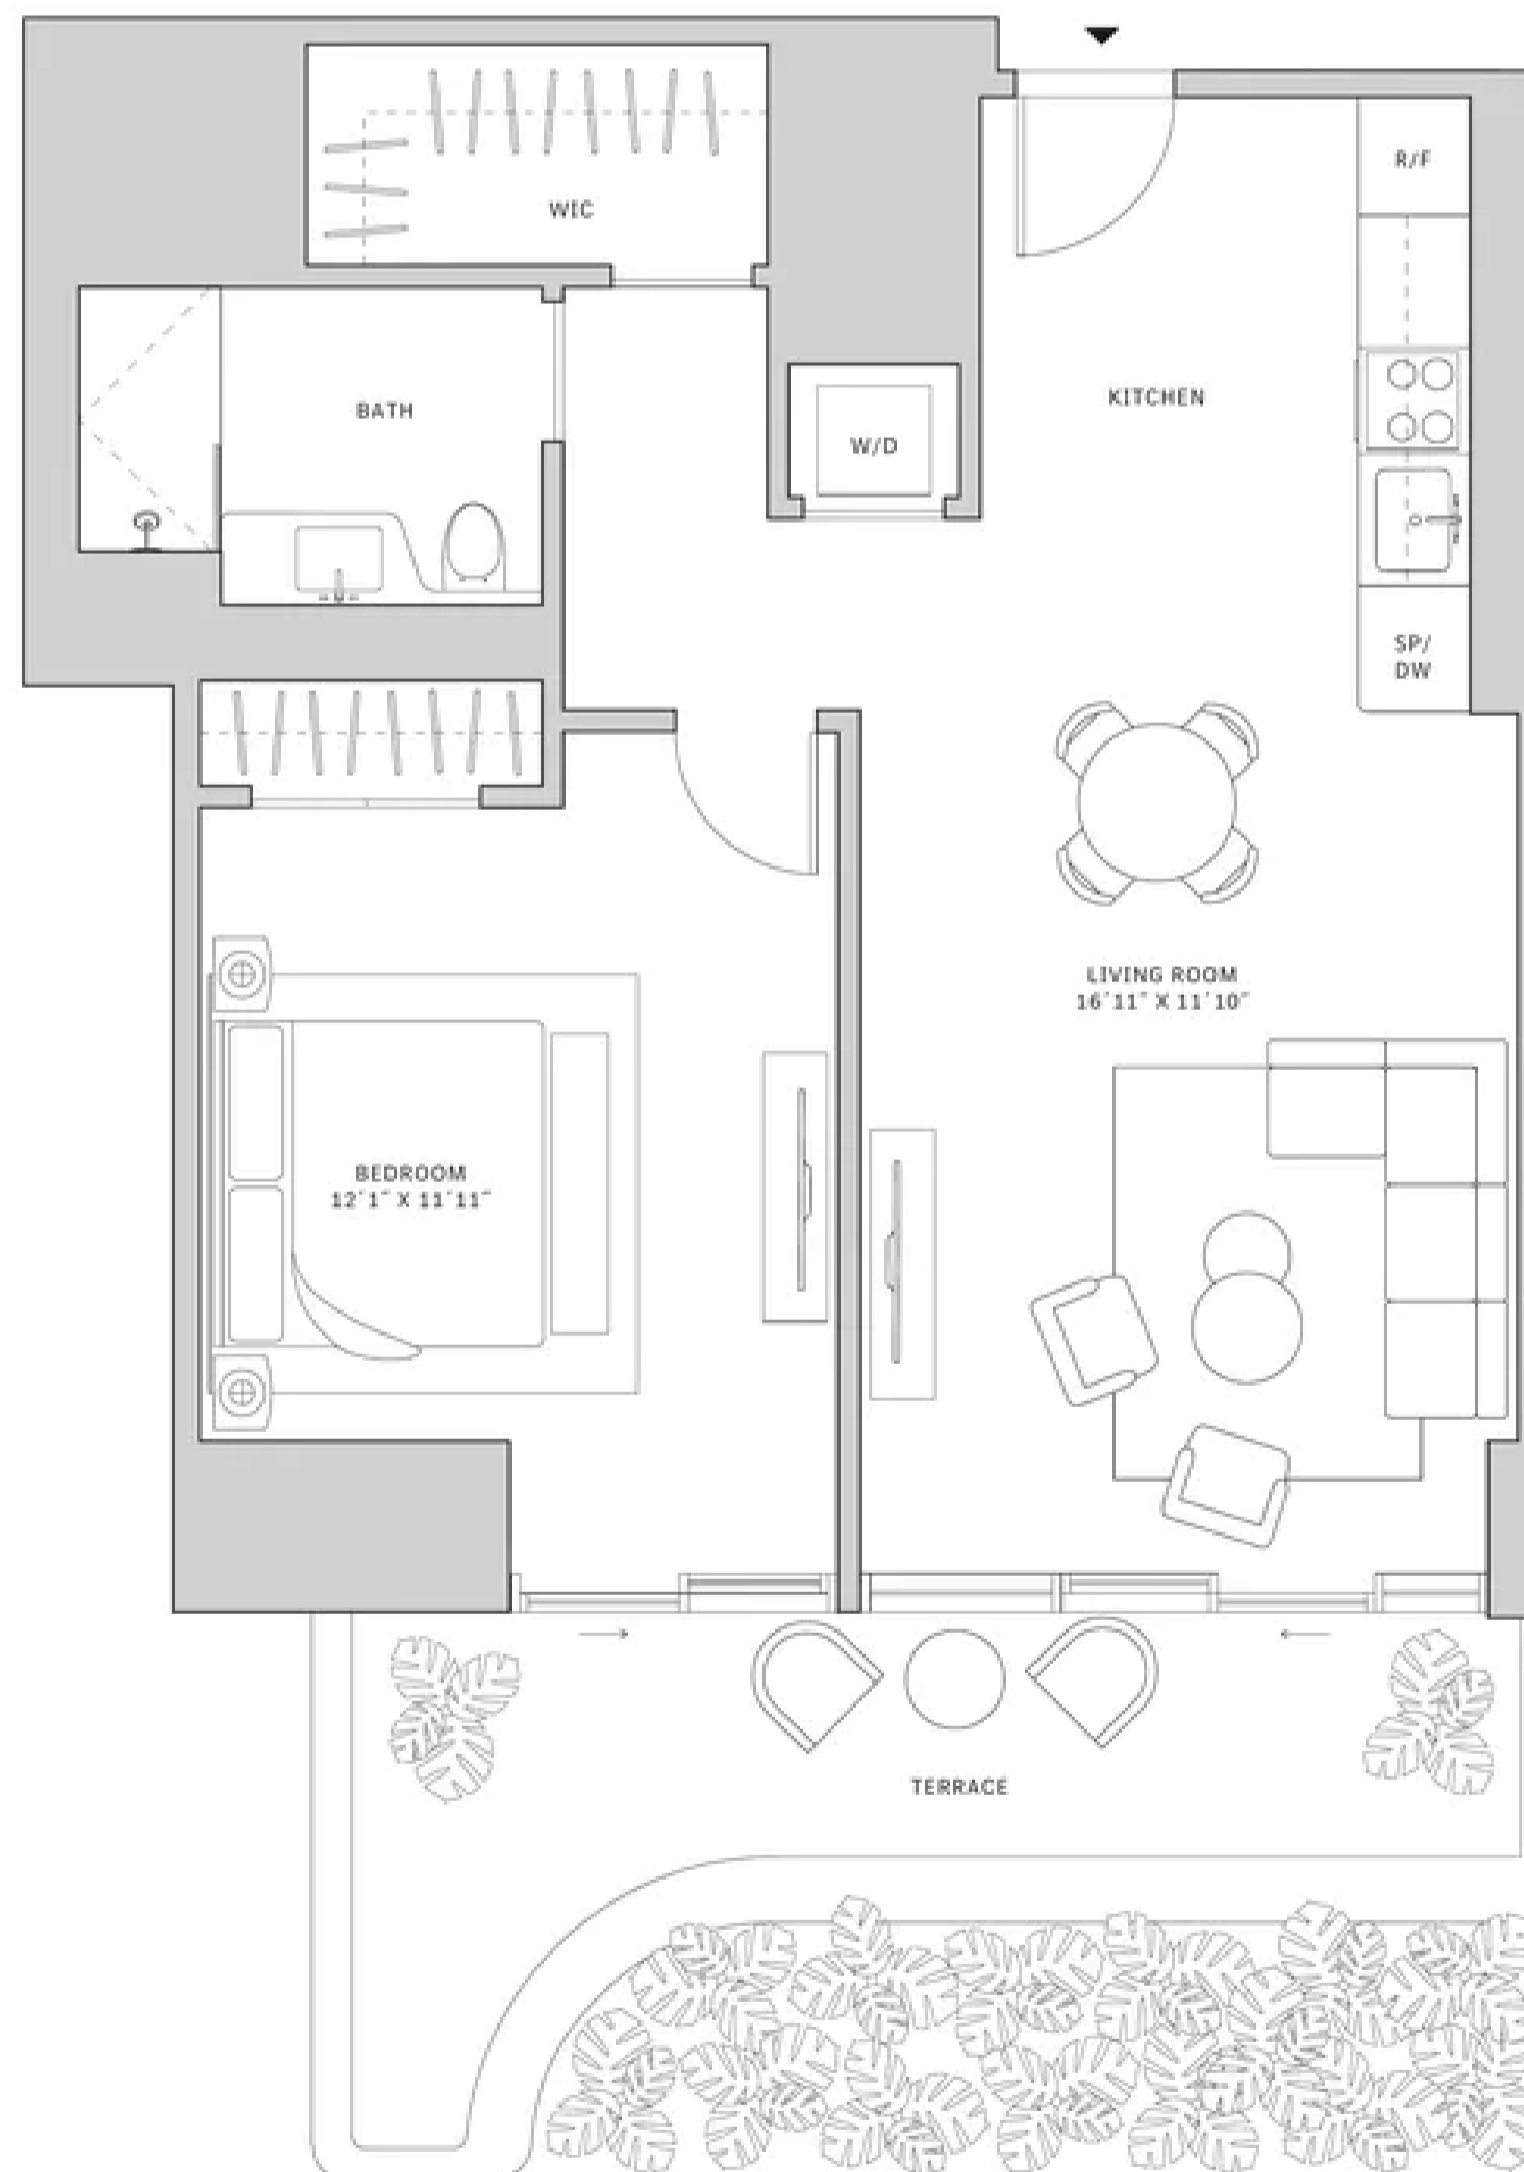 R/F
WIC
BATH
KITCHEN
W/D
SP/
DW
LIVING ROOM
16´11˝ X 11´10˝
BEDROOM
12´1˝ X 11´11˝
TERRACE